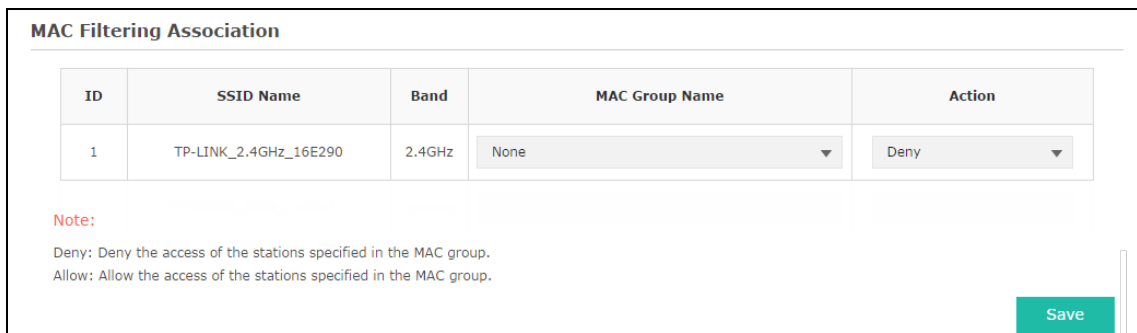 MAC Filtering Association
ID SSID Name Band MAC Group Name Action
1 TP-LINK_2.4GHz_16E290 2.4GHz None Deny
Note:
Deny: Deny the access of the stations specified in the MAC group.
Allow: Allow the access of the stations specified in the MAC group.
Save